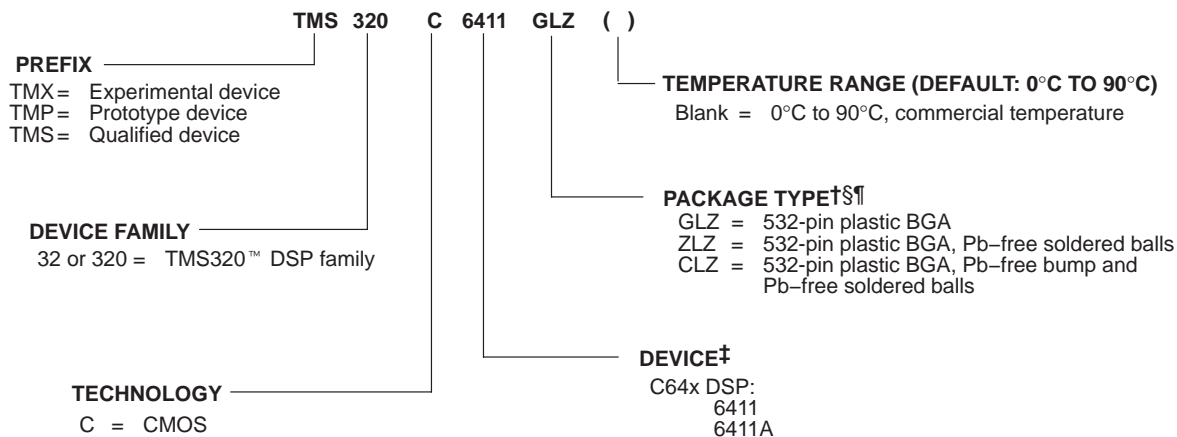 TMS 320 C 6411 GLZ ( )
PREFIX
TMX = Experimental device
TMP = Prototype device
TMS = Qualified device
TEMPERATURE RANGE (DEFAULT: 0°C TO 90°C)
Blank = 0°C to 90°C, commercial temperature
DEVICE FAMILY
32 or 320 = TMS320™ DSP family
PACKAGE TYPE†§¶
GLZ = 532-pin plastic BGA
ZLZ = 532-pin plastic BGA, Pb−free soldered balls
CLZ = 532-pin plastic BGA, Pb−free bump and
Pb−free soldered balls
TECHNOLOGY
C = CMOS
DEVICE‡
C64x DSP:
6411
6411A